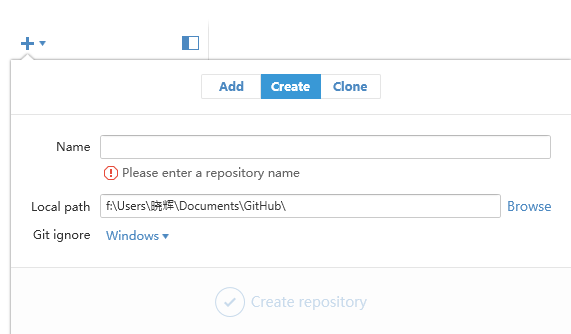 Add Create Clone
Name
Please enter a repository name
Local path f:\Users\晓辉\Documents\GitHub\ Browse
Git ignore Windows
Create repository